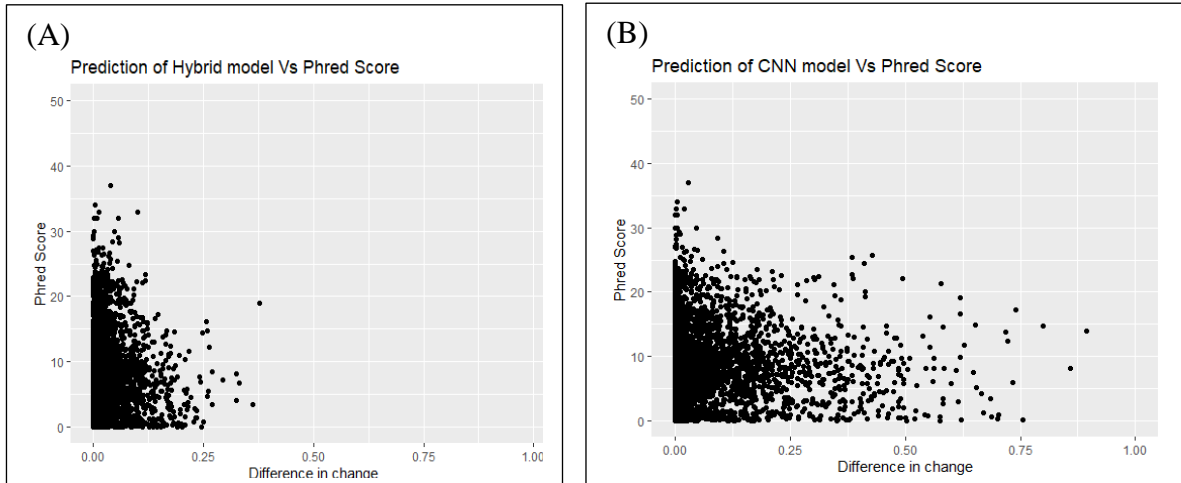 (A)
Prediction of Hybrid model Vs Phred Score
50
40
30
20
10
0
Phred Score
0.00 0.25 0.50 0.75 1.00
Difference in change
(B)
Prediction of CNN model Vs Phred Score
50
40
30
20
10
0
Phred Score
0.00 0.25 0.50 0.75 1.00
Difference in change